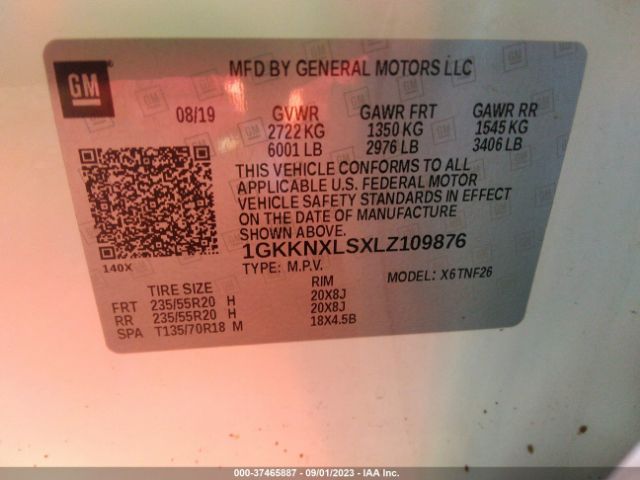 GM
MFD BY GENERAL MOTORS LLC
08/19
GVWR GAWR FRT GAWR RR
2722 KG 1350 KG 1545 KG
6001 LB 2976 LB 3406 LB
THIS VEHICLE CONFORMS TO ALL
APPLICABLE U.S. FEDERAL MOTOR
VEHICLE SAFETY STANDARDS IN EFFECT
ON THE DATE OF MANUFACTURE
SHOWN ABOVE.
140X
1GKKNXLSXLZ109876
TYPE: M.P.V. MODEL: X6TNF26
TIRE SIZE RIM
FRT 235/55R20 H 20X8J
RR 235/55R20 H 20X8J
SPA T135/70R18 M 18X4.5B
000-37465887 - 09/01/2023 - IAA Inc.